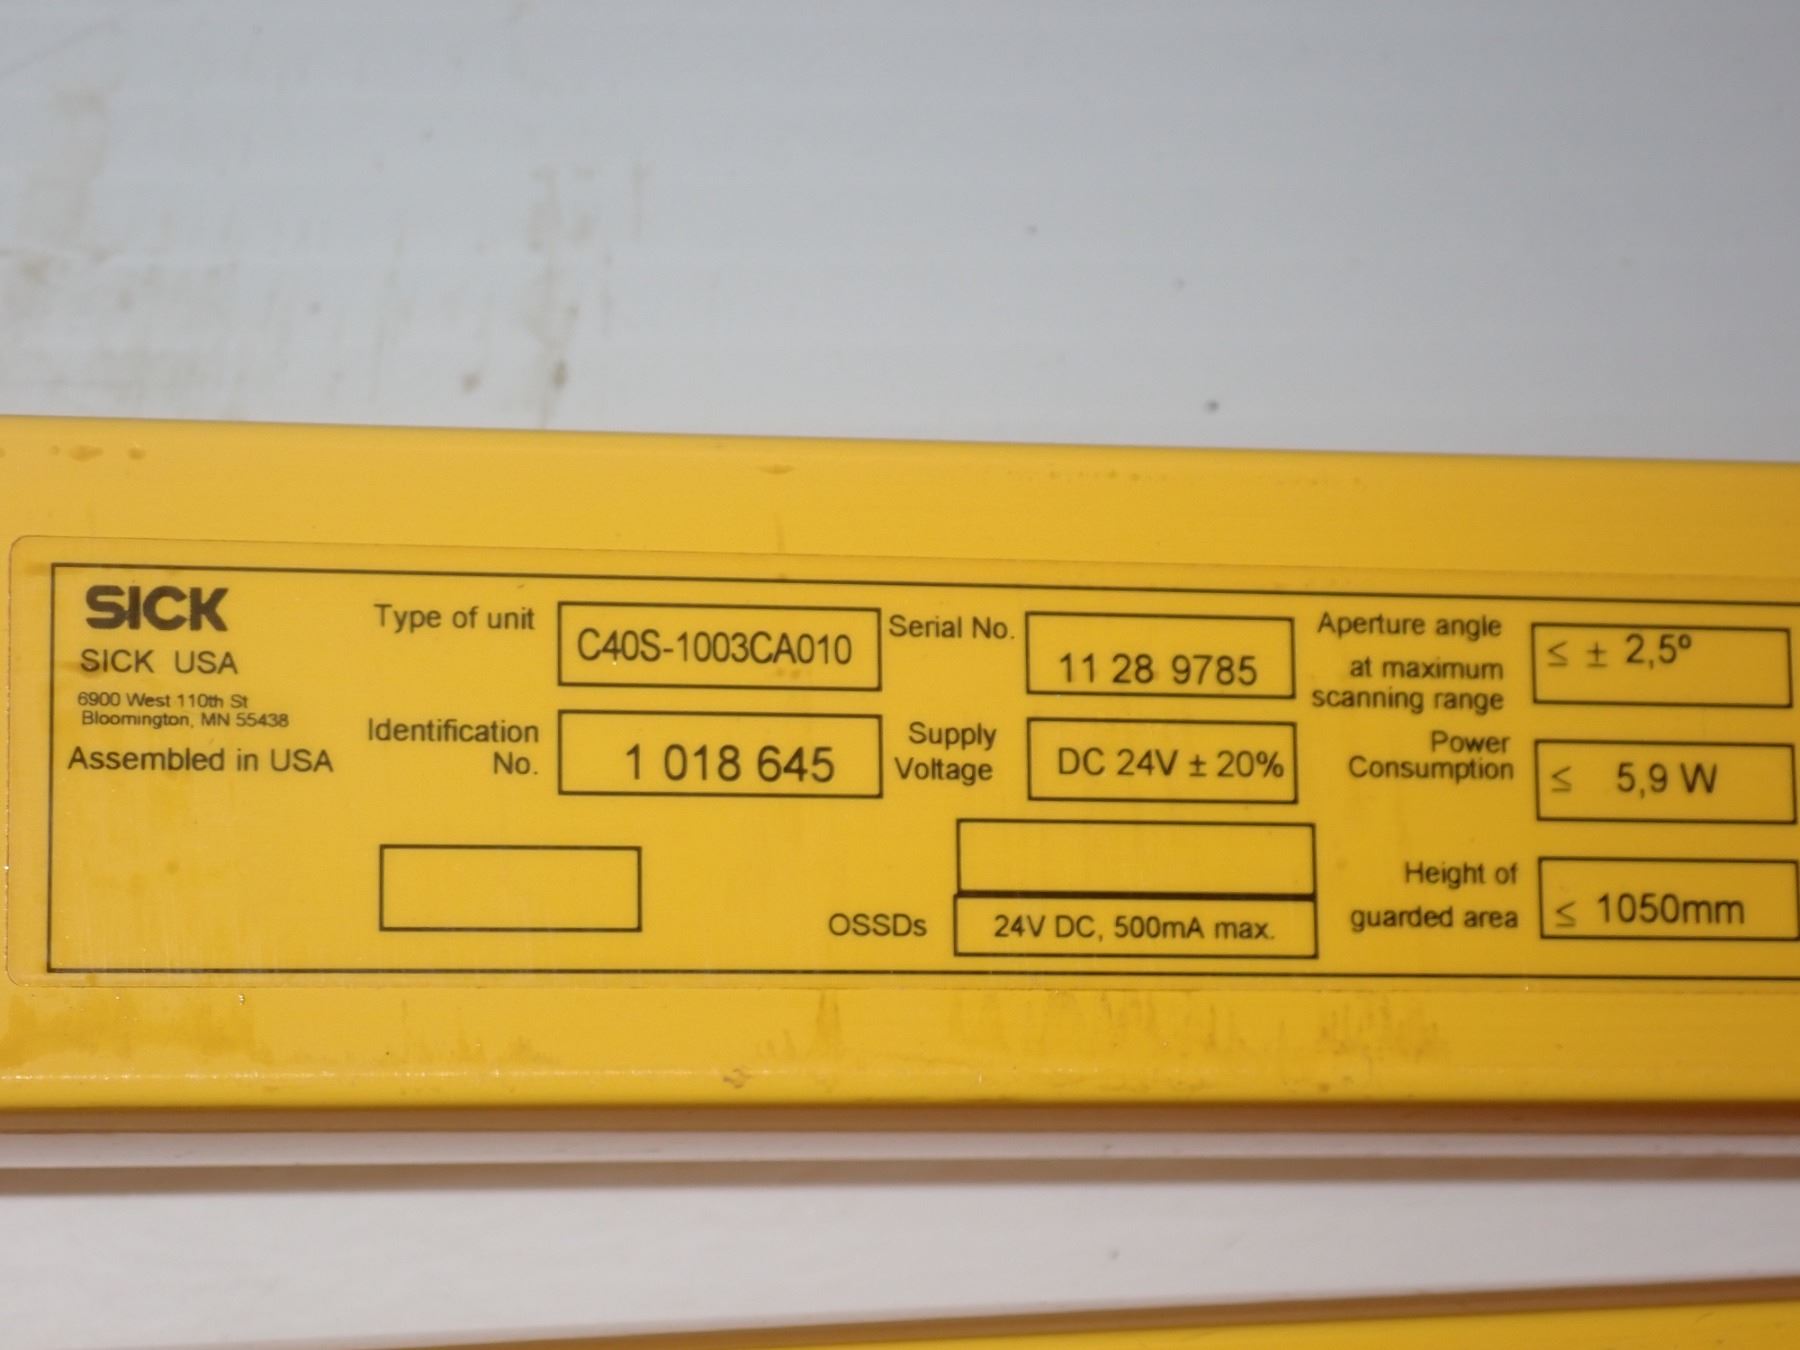 SICK
SICK USA
6900 West 110th St
Bloomington, MN 55438
Assembled in USA
Type of unit
C40S-1003CA010
Identification
No.
1 018 645
Serial No.
11 28 9785
Supply
Voltage
DC 24V ± 20%
OSSDs
24V DC, 500mA max.
Aperture angle
at maximum
scanning range
≤ ± 2,5º
Power
Consumption
≤ 5,9 W
Height of
guarded area
≤ 1050mm